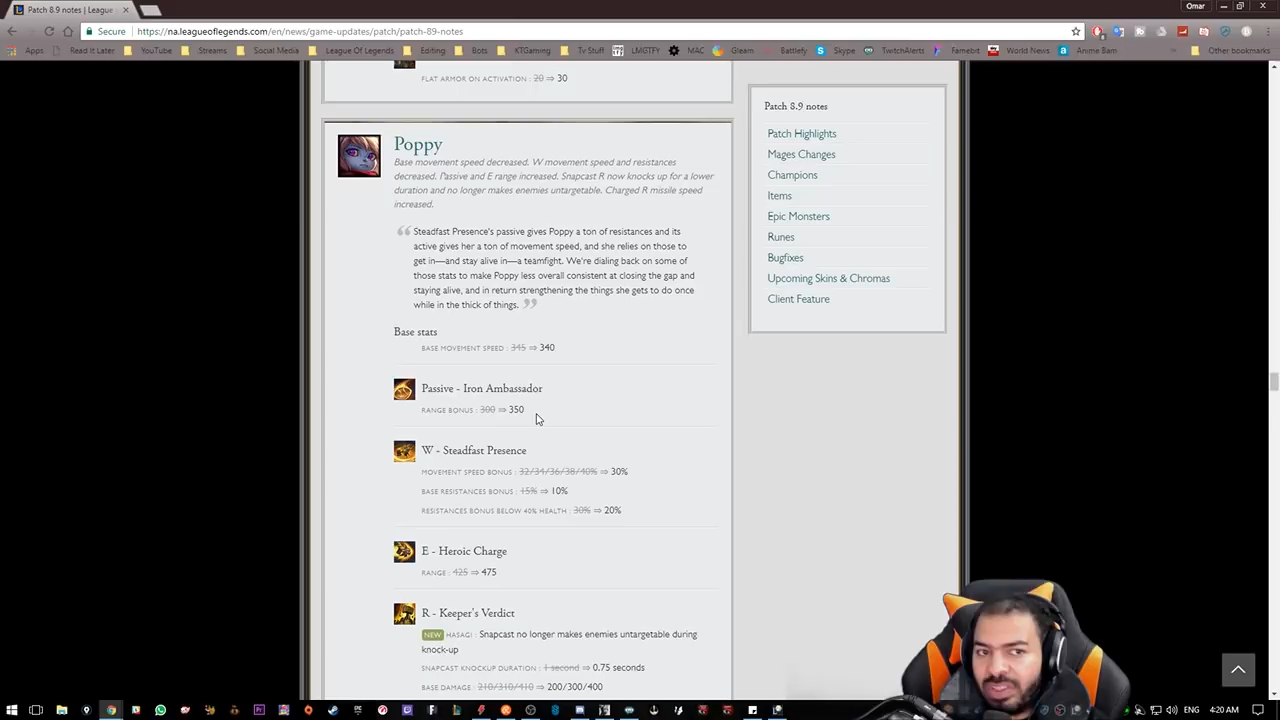 Patch 8.9 notes | League
Omar
Secure | https://na.leagueoflegends.com/en/news/game-updates/patch/patch-89-notes
Apps Read It Later YouTube Streams Social Media League Of Legends Editing Bots XTGaming Tv Stuff LMGTFY MAC Gleam Battlefy Skype TwitchAlerts Famebit World News Anime Bam Other bookmarks
FLAT ARMOR ON ACTIVATION : 20 ⇒ 30
Poppy
Base movement speed decreased. W movement speed and resistances
decreased. Passive and E range increased. Snapcast R now knocks up for a lower
duration and no longer makes enemies untargetable. Charged R missile speed
increased.
Steadfast Presence's passive gives Poppy a ton of resistances and its
active gives her a ton of movement speed, and she relies on those to
get in—and stay alive in—a teamfight. We're dialing back on some of
those stats to make Poppy less overall consistent at closing the gap and
staying alive, and in return strengthening the things she gets to do once
while in the thick of things.
Base stats
BASE MOVEMENT SPEED : 345 ⇒ 340
Passive - Iron Ambassador
RANGE BONUS : 300 ⇒ 350
W - Steadfast Presence
MOVEMENT SPEED BONUS : 32/34/36/38/40% ⇒ 30%
BASE RESISTANCES BONUS : 15% ⇒ 10%
RESISTANCES BONUS BELOW 40% HEALTH : 30% ⇒ 20%
E - Heroic Charge
RANGE : 425 ⇒ 475
R - Keeper's Verdict
NEW HASAGI : Snapcast no longer makes enemies untargetable during
knock-up
SNAPCAST KNOCKUP DURATION : 1 second ⇒ 0.75 seconds
BASE DAMAGE : 210/310/410 ⇒ 200/300/400
Patch 8.9 notes
Patch Highlights
Mages Changes
Champions
Items
Epic Monsters
Runes
Bugfixes
Upcoming Skins & Chromas
Client Feature
ENG 4:20 AM